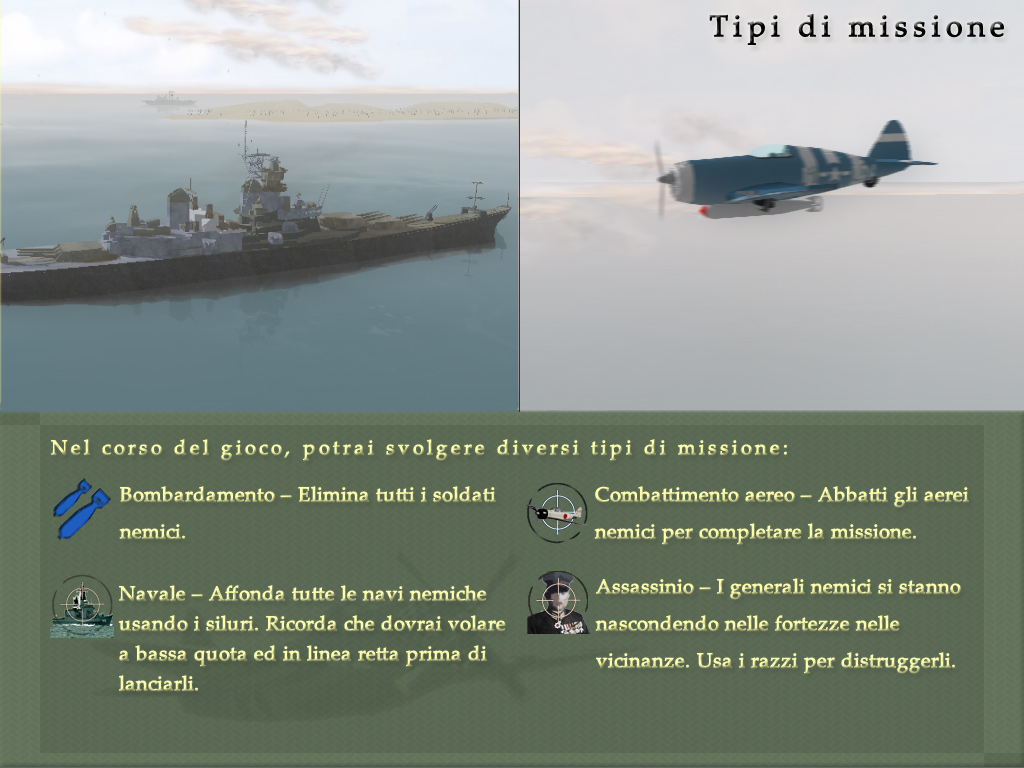 Tipi di missione
Nel corso del gioco, potrai svolgere diversi tipi di missione:
Bombardamento – Elimina tutti i soldati
nemici.
Navale – Affonda tutte le navi nemiche
usando i siluri. Ricorda che dovrai volare
a bassa quota ed in linea retta prima di
lanciarli.
Combattimento aereo – Abbatti gli aerei
nemici per completare la missione.
Assassinio – I generali nemici si stanno
nascondendo nelle fortezze nelle
vicinanze. Usa i razzi per distruggerli.